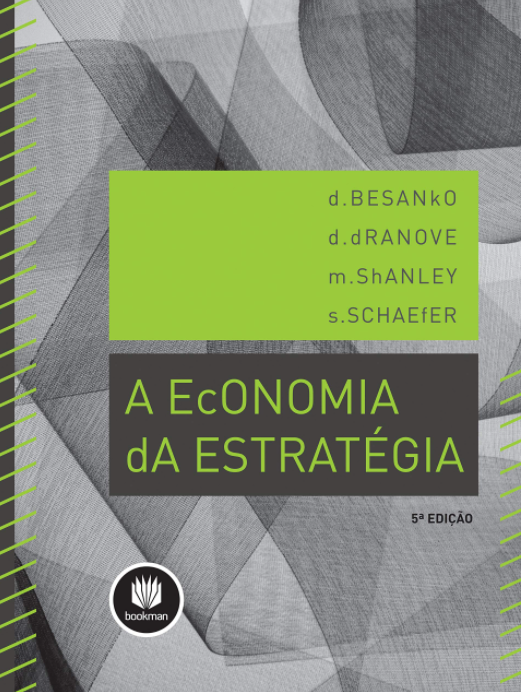 d.BESANkO
d.dRANOVE
m.ShANLEY
s.SCHAEfER
A EcONOMIA
dA ESTRATÉGIA
5ª EDIÇÃO
bookman